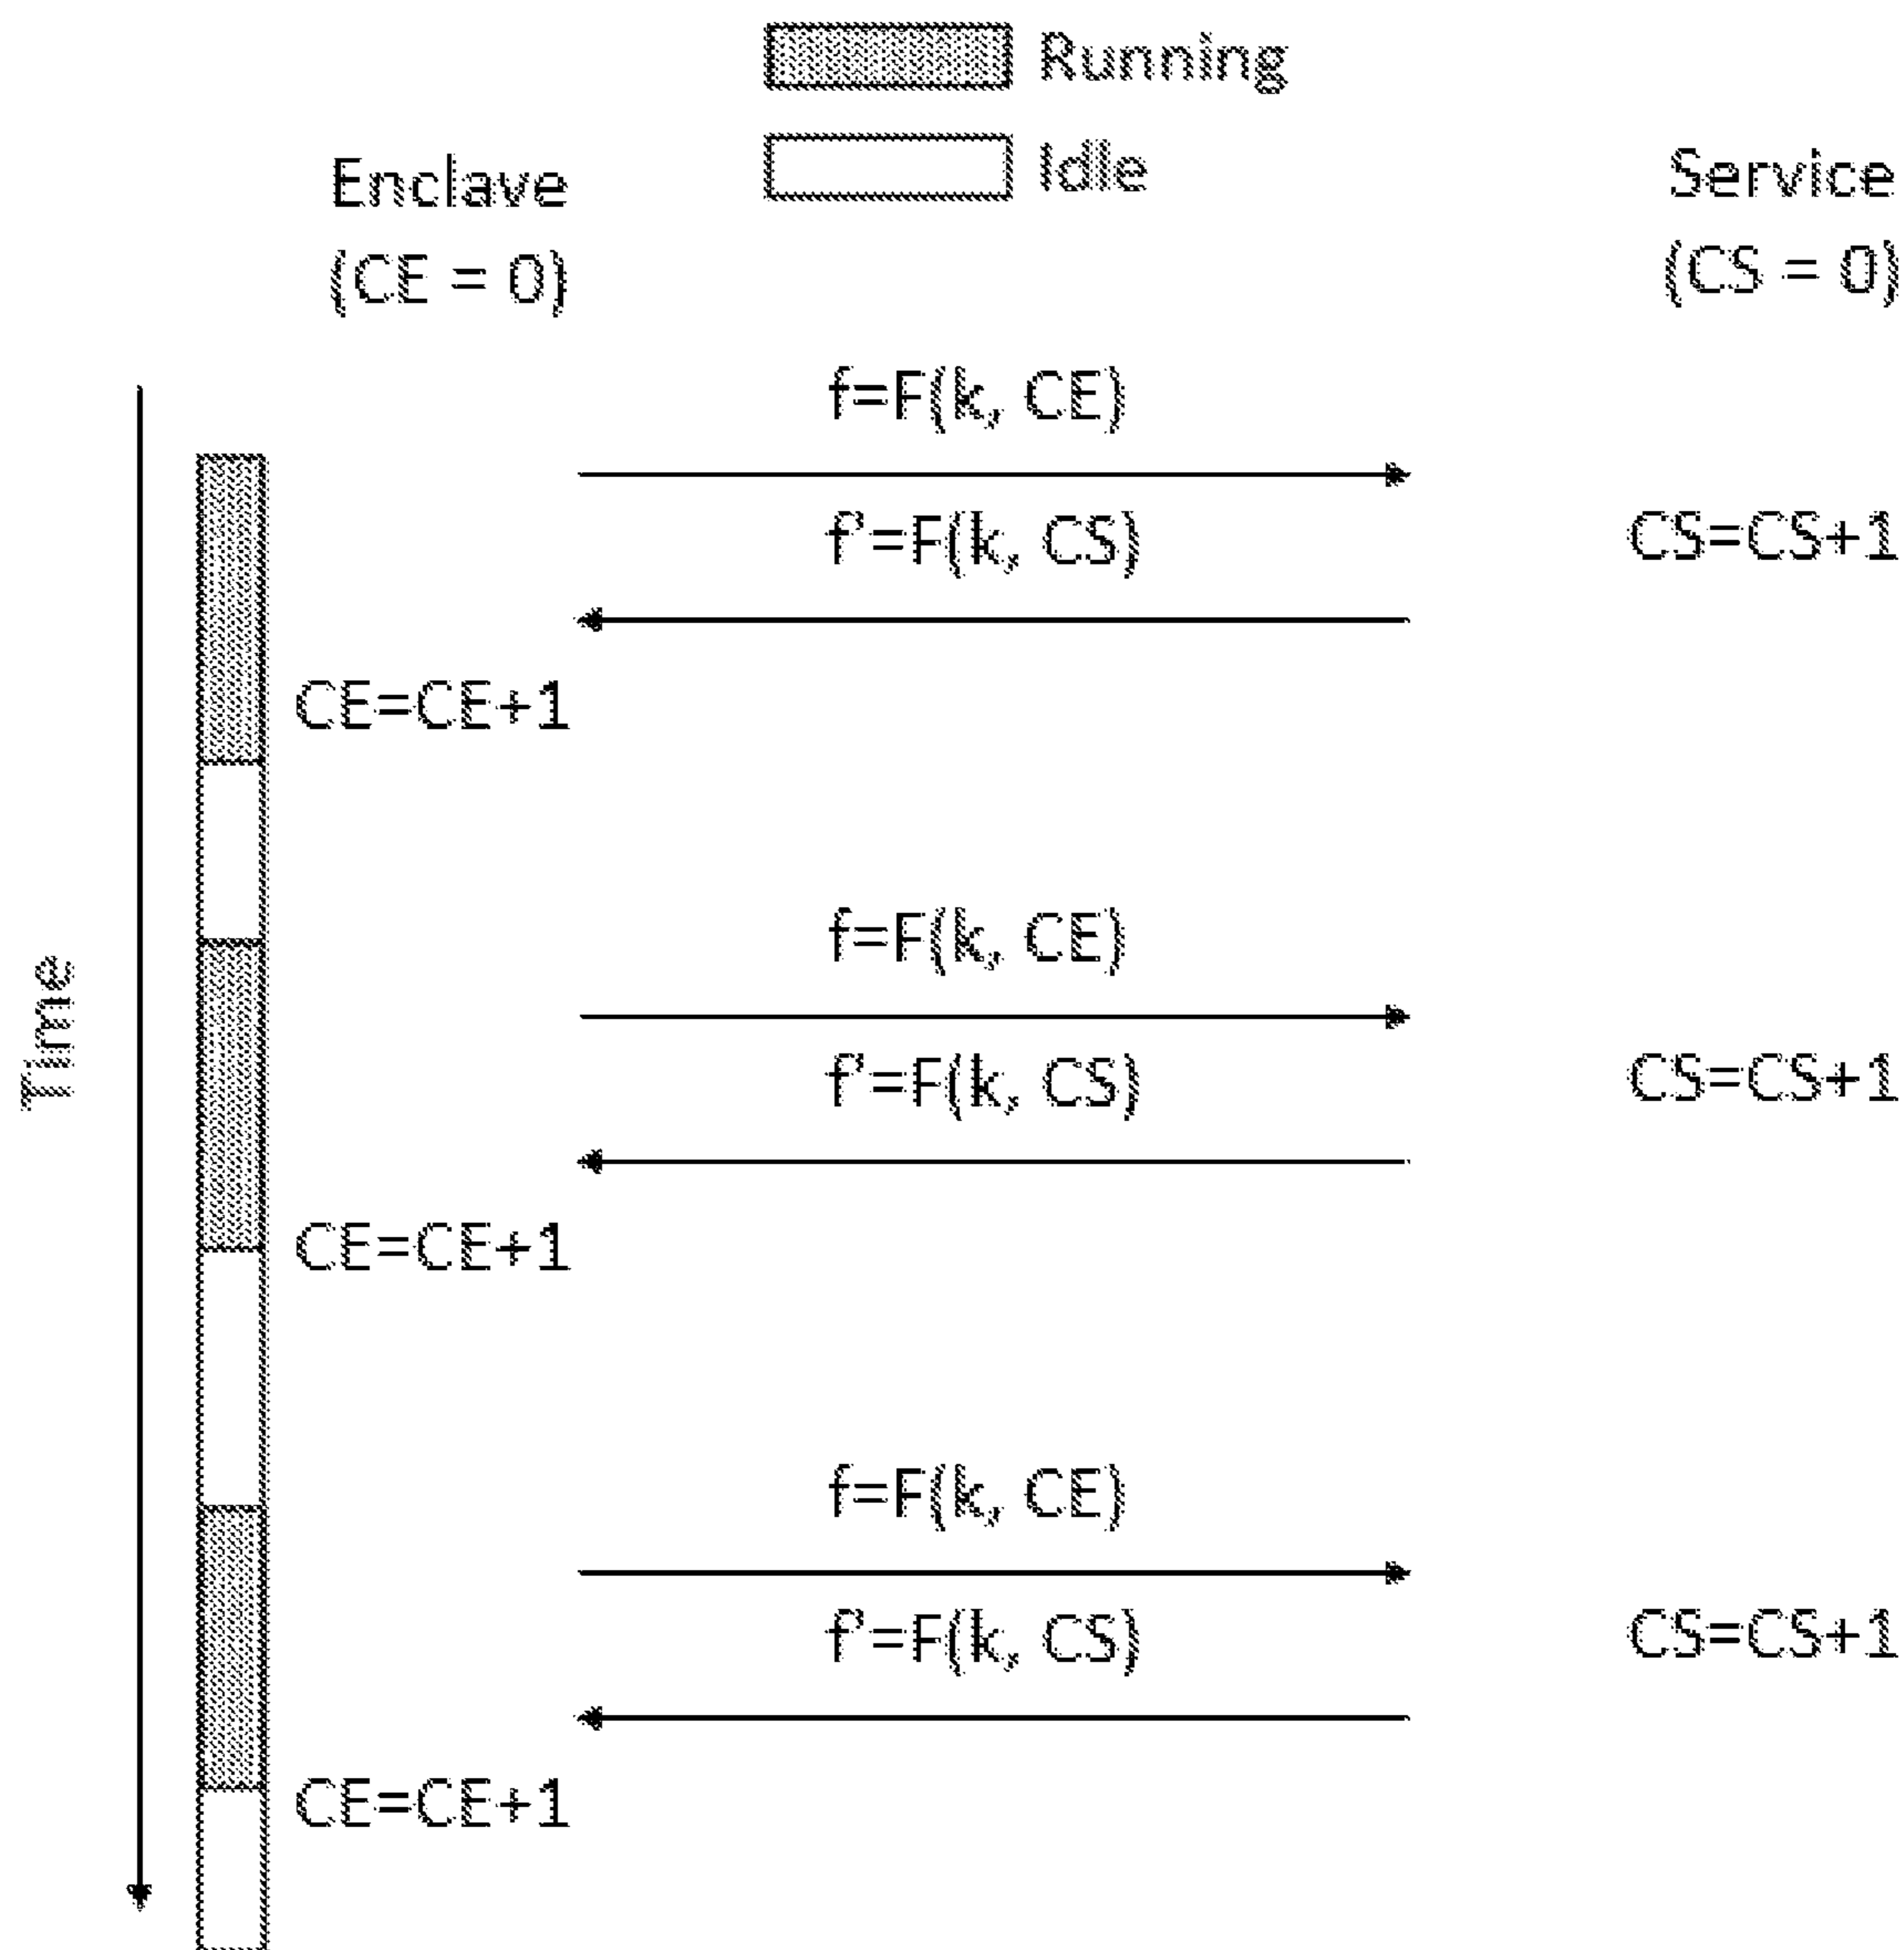 Running
Idle
Enclave
(CE = 0)
Service
(CS = 0)
f=F(k, CE)
f'=F(k, CS)
CS=CS+1
CE=CE+1
Time
f=F(k, CE)
f'=F(k, CS)
CS=CS+1
CE=CE+1
f=F(k, CE)
f'=F(k, CS)
CS=CS+1
CE=CE+1